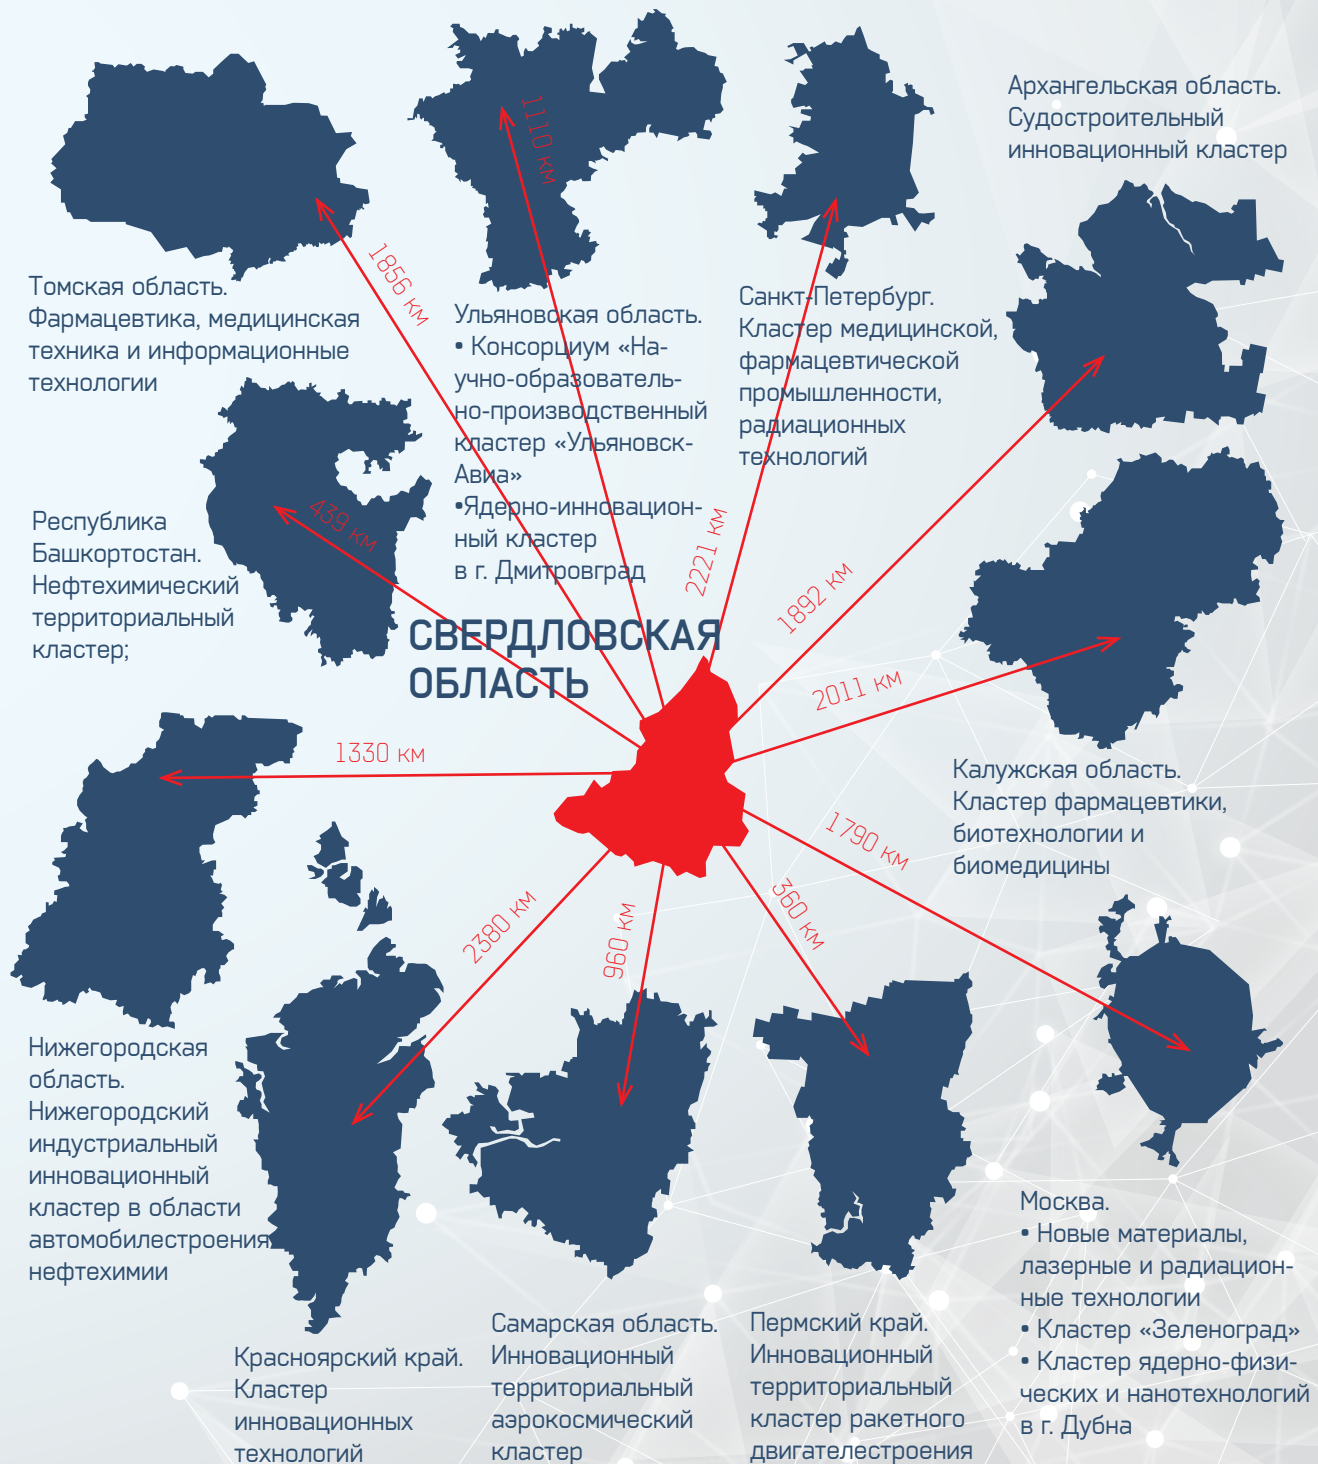 1110 км
Архангельская область.
Судостроительный
инновационный кластер
1856 км
Томская область.
Фармацевтика, медицинская
техника и информационные
технологии
Ульяновская область.
• Консорциум «На-
учно-образователь-
но-производственный
кластер «Ульяновск-
Авиа»
•Ядерно-инновацион-
ный кластер
в г. Дмитровград
Санкт-Петербург.
Кластер медицинской,
фармацевтической
промышленности,
радиационных
технологий
439 км
Республика
Башкортостан.
Нефтехимический
территориальный
кластер;
2221 км
1892 км
СВЕРДЛОВСКАЯ
ОБЛАСТЬ
2011 км
1330 км
Калужская область.
Кластер фармацевтики,
биотехнологии и
биомедицины
1790 км
360 км
2380 км
960 км
Нижегородская
область.
Нижегородский
индустриальный
инновационный
кластер в области
автомобилестроения
нефтехимии
Красноярский край.
Кластер
инновационных
технологий
Самарская область.
Инновационный
территориальный
аэрокосмический
кластер
Пермский край.
Инновационный
территориальный
кластер ракетного
двигателестроения
Москва.
• Новые материалы,
лазерные и радиацион-
ные технологии
• Кластер «Зеленоград»
• Кластер ядерно-физи-
ческих и нанотехнологий
в г. Дубна